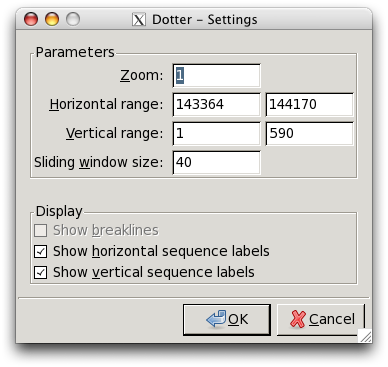 Dotter – Settings
Parameters
Zoom: 1
Horizontal range: 143364 144170
Vertical range: 1 590
Sliding window size: 40
Display
Show breaklines
Show horizontal sequence labels
Show vertical sequence labels
OK Cancel